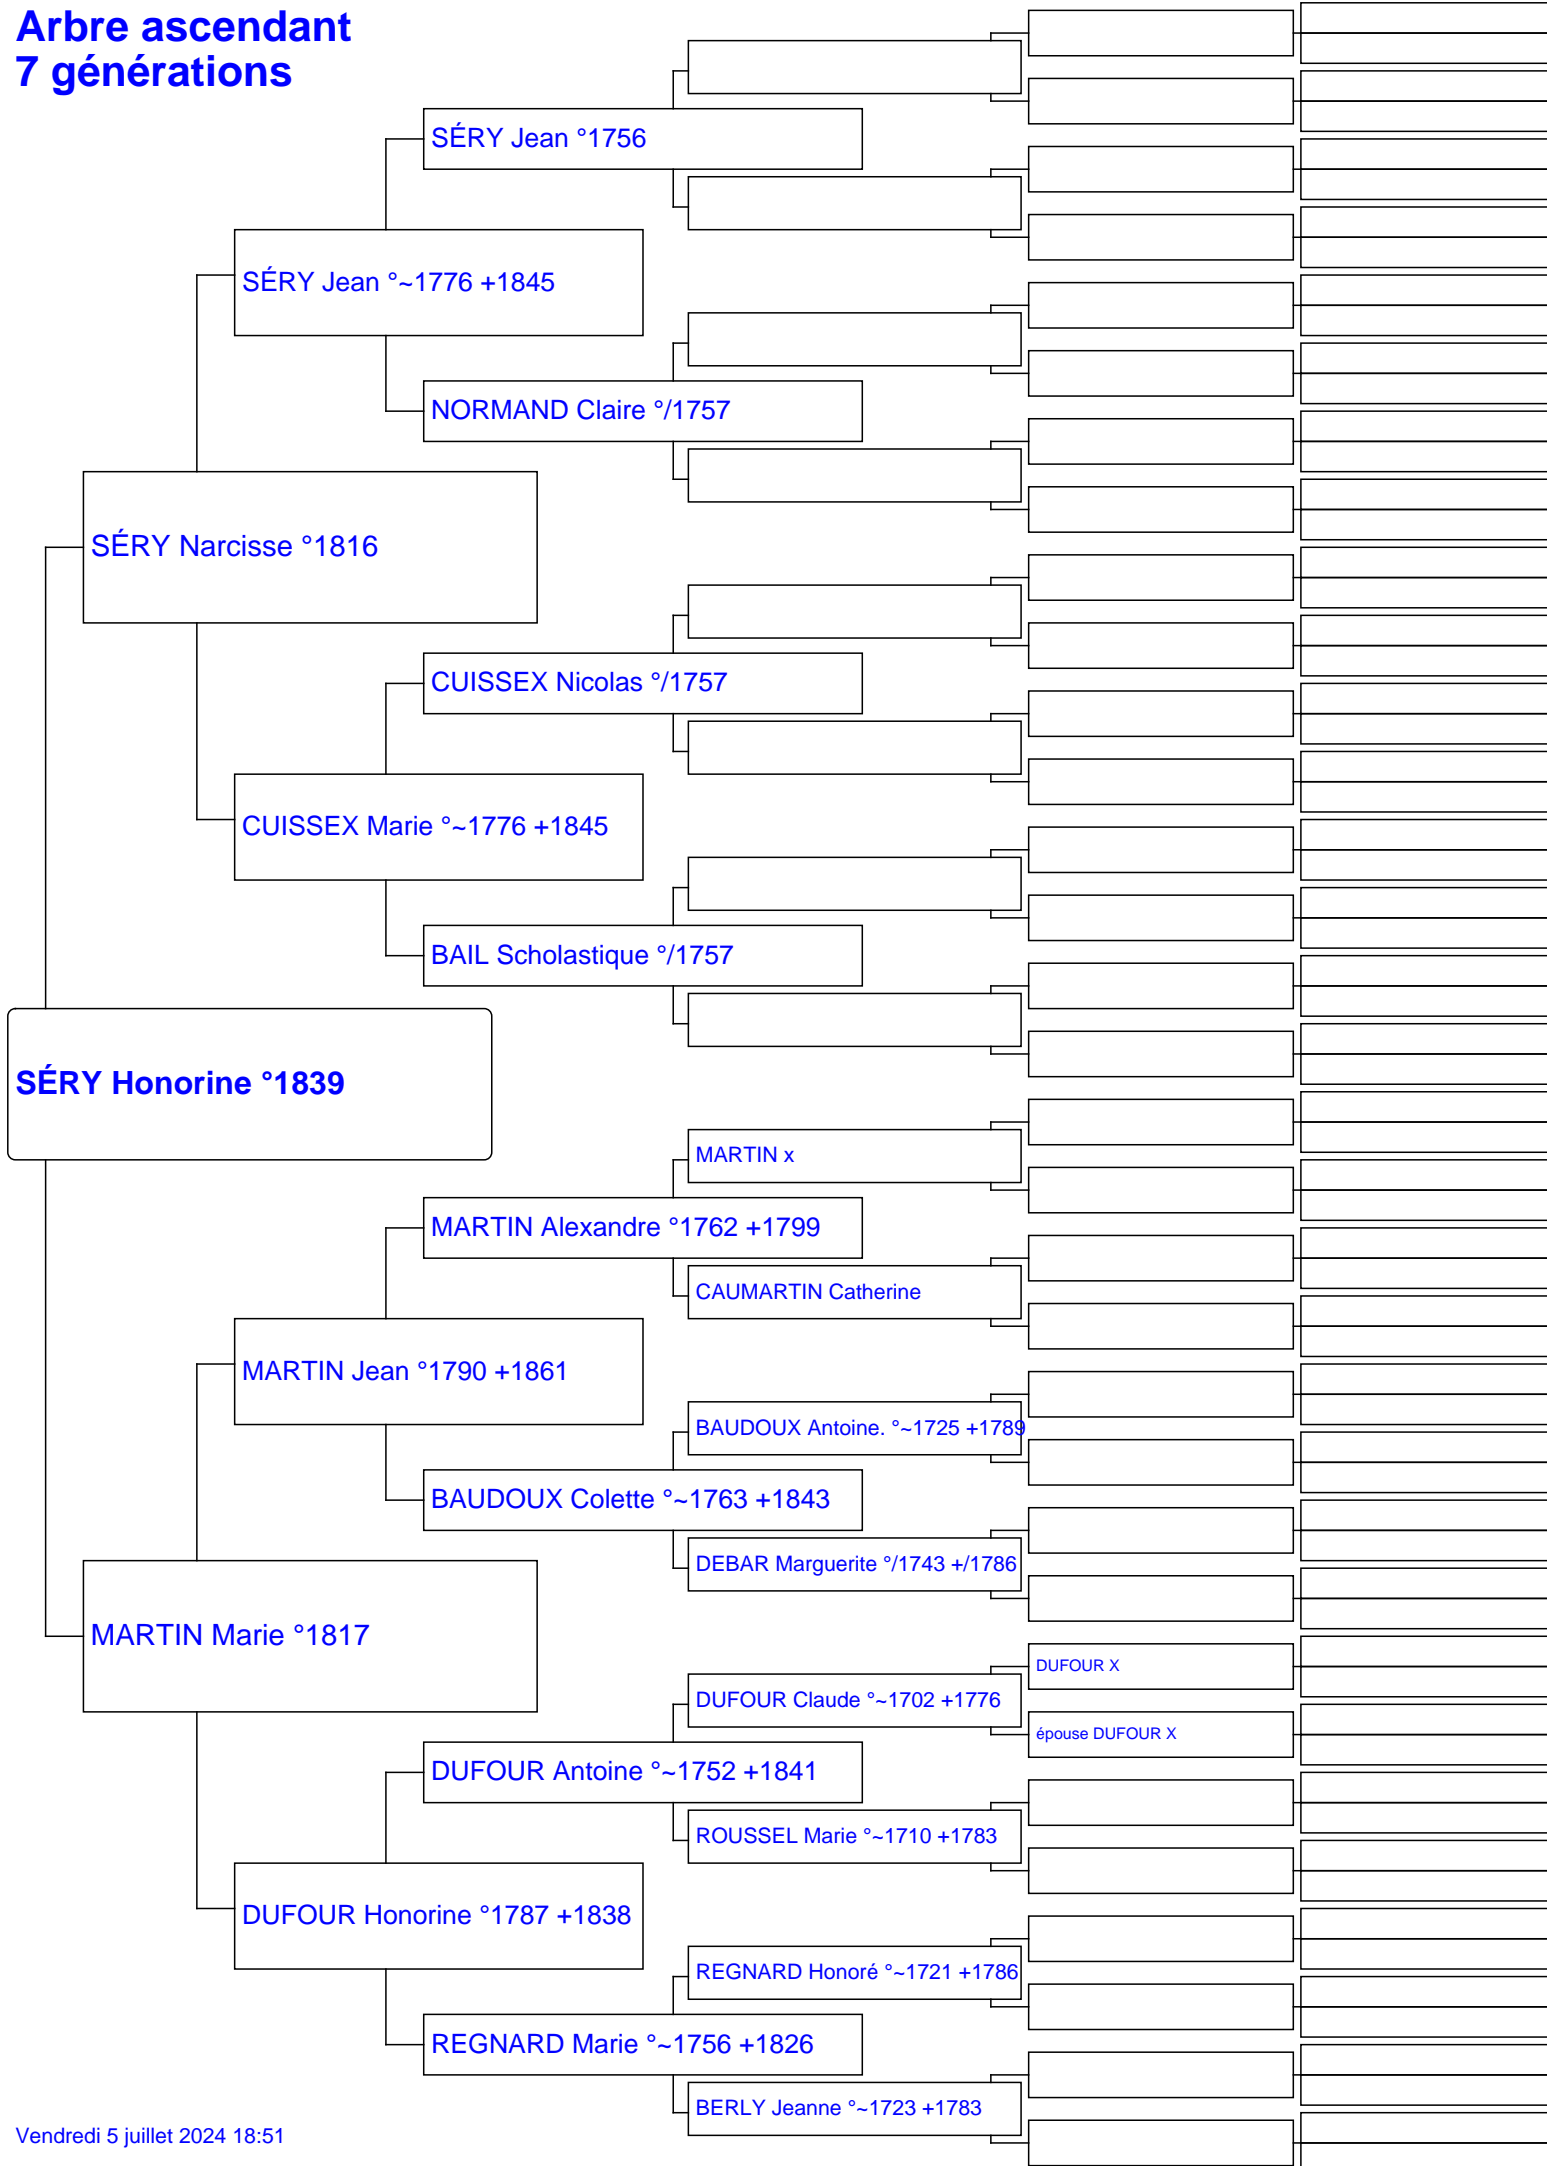 Arbre ascendant
7 générations
SÉRY Jean °1756
SÉRY Jean °~1776 +1845
NORMAND Claire °/1757
SÉRY Narcisse °1816
CUISSEX Nicolas °/1757
CUISSEX Marie °~1776 +1845
BAIL Scholastique °/1757
SÉRY Honorine °1839
MARTIN x
MARTIN Alexandre °1762 +1799
CAUMARTIN Catherine
MARTIN Jean °1790 +1861
BAUDOUX Antoine. °~1725 +1789
BAUDOUX Colette °~1763 +1843
DEBAR Marguerite °/1743 +/1786
MARTIN Marie °1817
DUFOUR X
DUFOUR Claude °~1702 +1776
épouse DUFOUR X
DUFOUR Antoine °~1752 +1841
ROUSSEL Marie °~1710 +1783
DUFOUR Honorine °1787 +1838
REGNARD Honoré °~1721 +1786
REGNARD Marie °~1756 +1826
BERLY Jeanne °~1723 +1783
Vendredi 5 juillet 2024 18:51